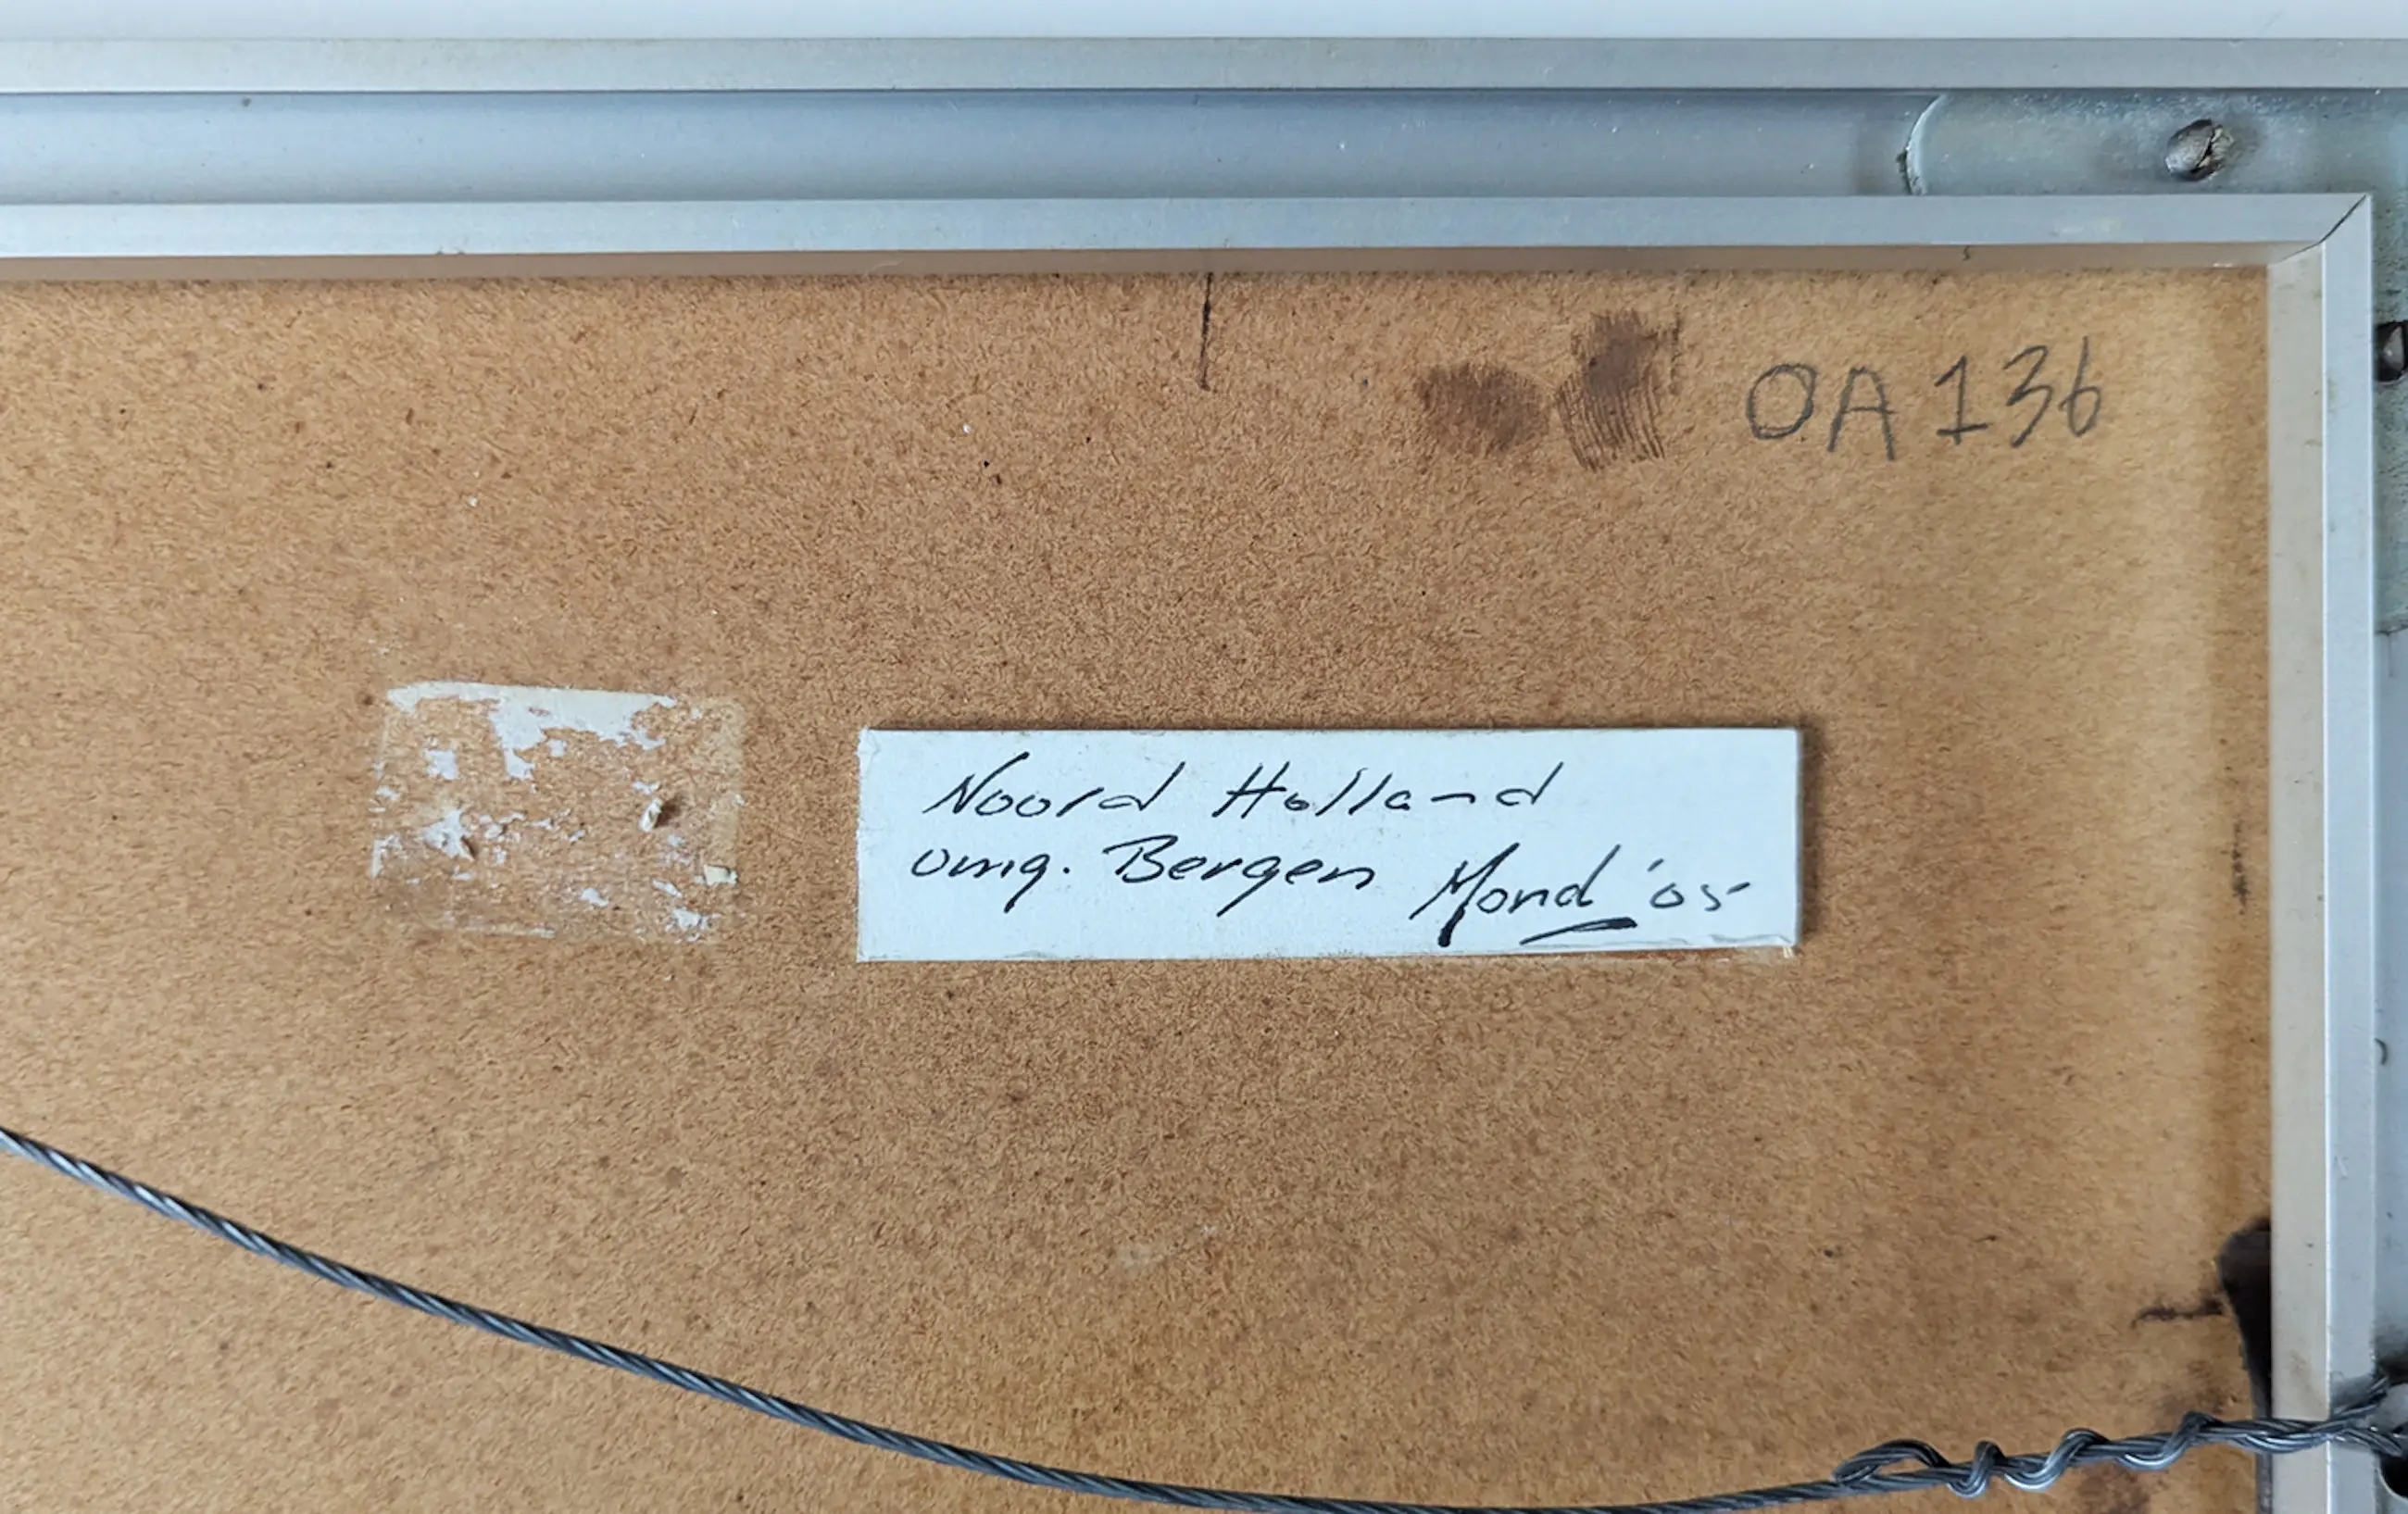 OA 136
Noord Holland
omg. Bergen Mond '05